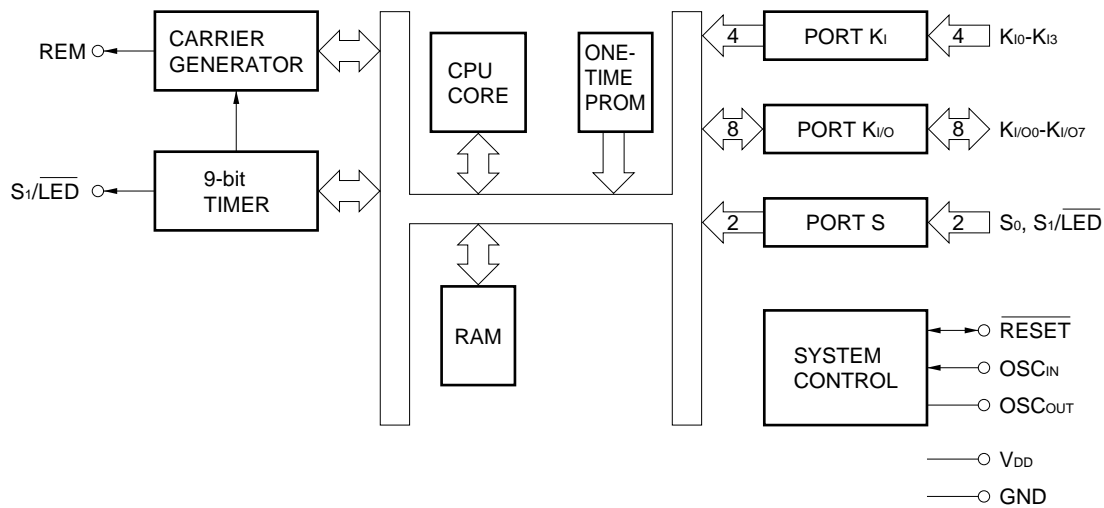 REM
CARRIER
GENERATOR
S1/LED
9-bit
TIMER
CPU
CORE
ONE-
TIME
PROM
RAM
4
PORT KI
4
KI0-KI3
8
PORT KI/O
8
KI/O0-KI/O7
2
PORT S
2
S0, S1/LED
SYSTEM
CONTROL
RESET
OSCIN
OSCOUT
VDD
GND